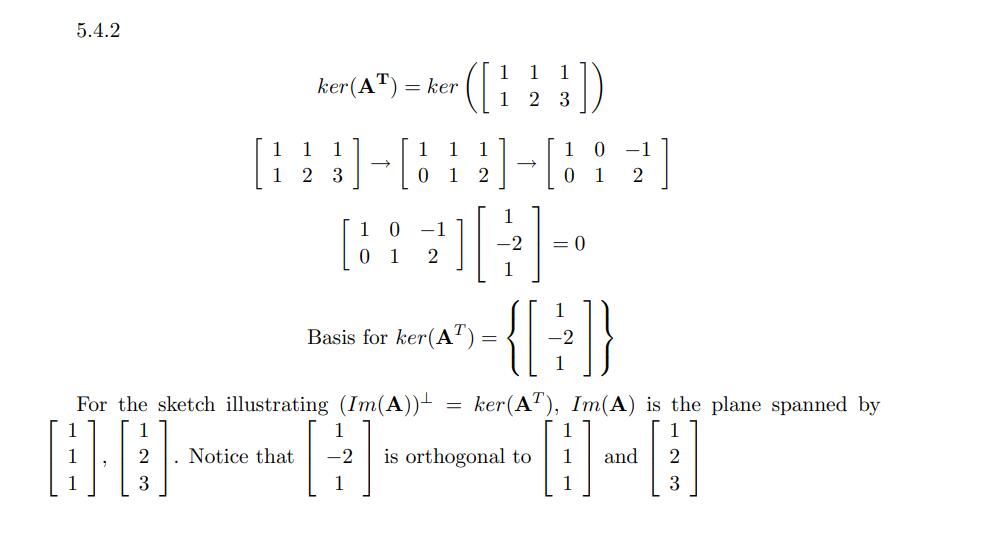 5.4.2
ker(𝐀^𝐓) = ker ([ 1 1 1 ; 1 2 3 ])
[ 1 1 1 ; 1 2 3 ] → [ 1 1 1 ; 0 1 2 ] → [ 1 0 −1 ; 0 1 2 ]
[ 1 0 −1 ; 0 1 2 ] [ 1 ; −2 ; 1 ] = 0
Basis for ker(𝐀^T) = { [ 1 ; −2 ; 1 ] }
For the sketch illustrating (Im(𝐀))^⊥ = ker(𝐀^T), Im(𝐀) is the plane spanned by
[ 1 ; 1 ; 1 ], [ 1 ; 2 ; 3 ]. Notice that [ 1 ; −2 ; 1 ] is orthogonal to [ 1 ; 1 ; 1 ] and [ 1 ; 2 ; 3 ]